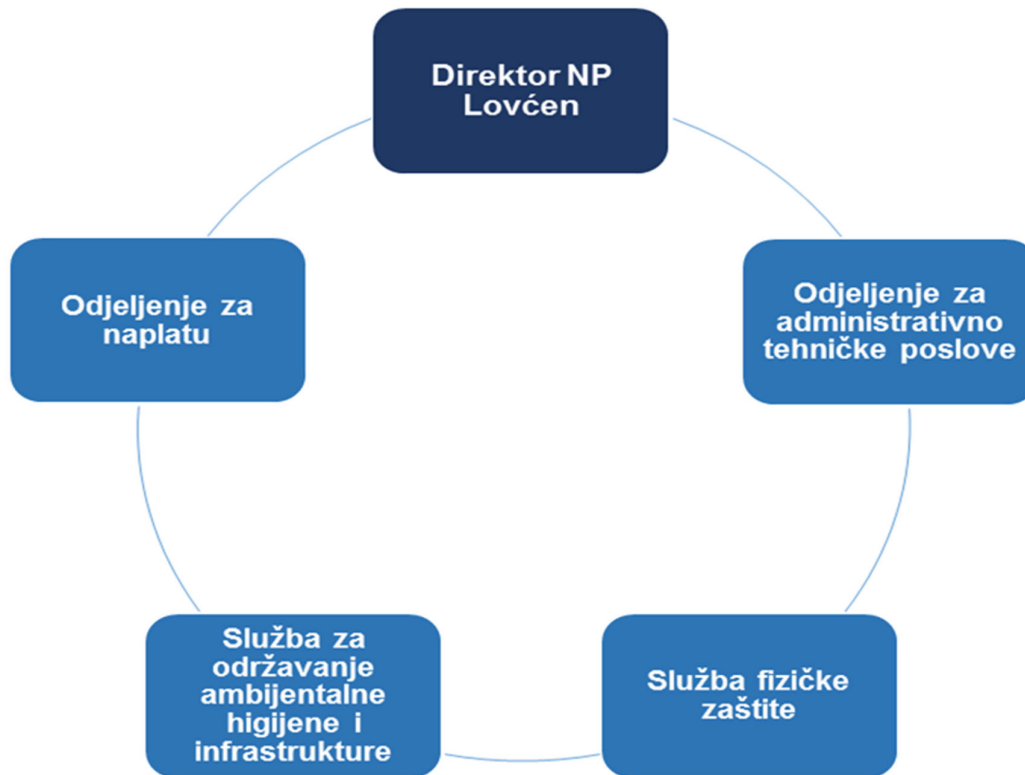 Direktor NP
Lovćen
Odjeljenje za
administrativno
tehničke poslove
Služba fizičke
zaštite
Služba za
održavanje
ambijentalne
higijene i
infrastrukture
Odjeljenje za
naplatu